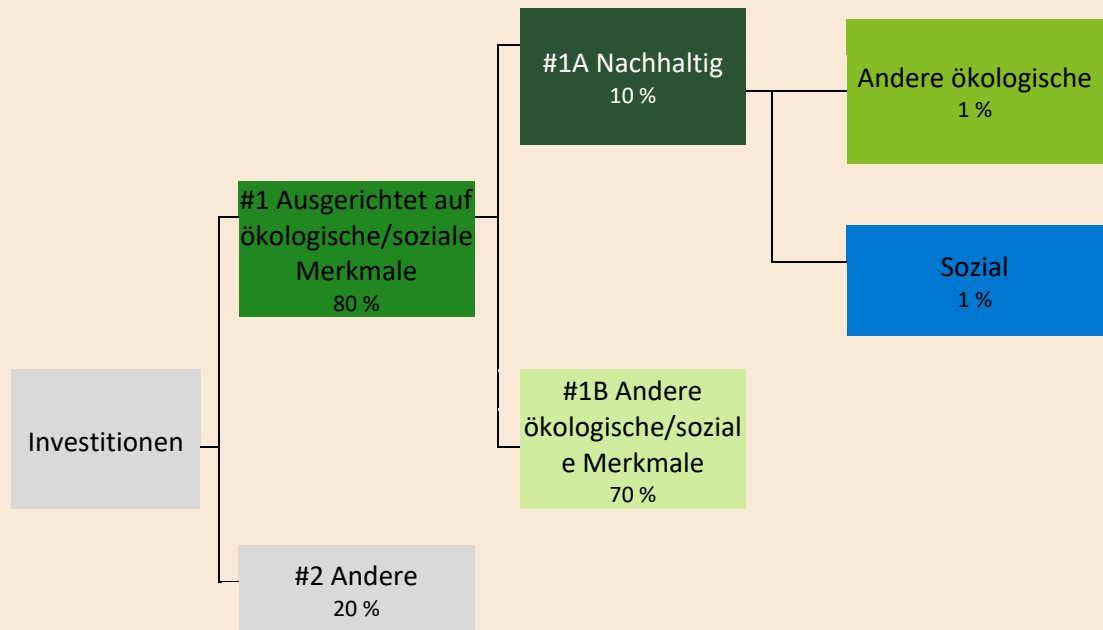 #1A Nachhaltig
10 %
Andere ökologische
1 %
#1 Ausgerichtet auf
ökologische/soziale
Merkmale
80 %
Sozial
1 %
Investitionen
#1B Andere
ökologische/sozial
e Merkmale
70 %
#2 Andere
20 %